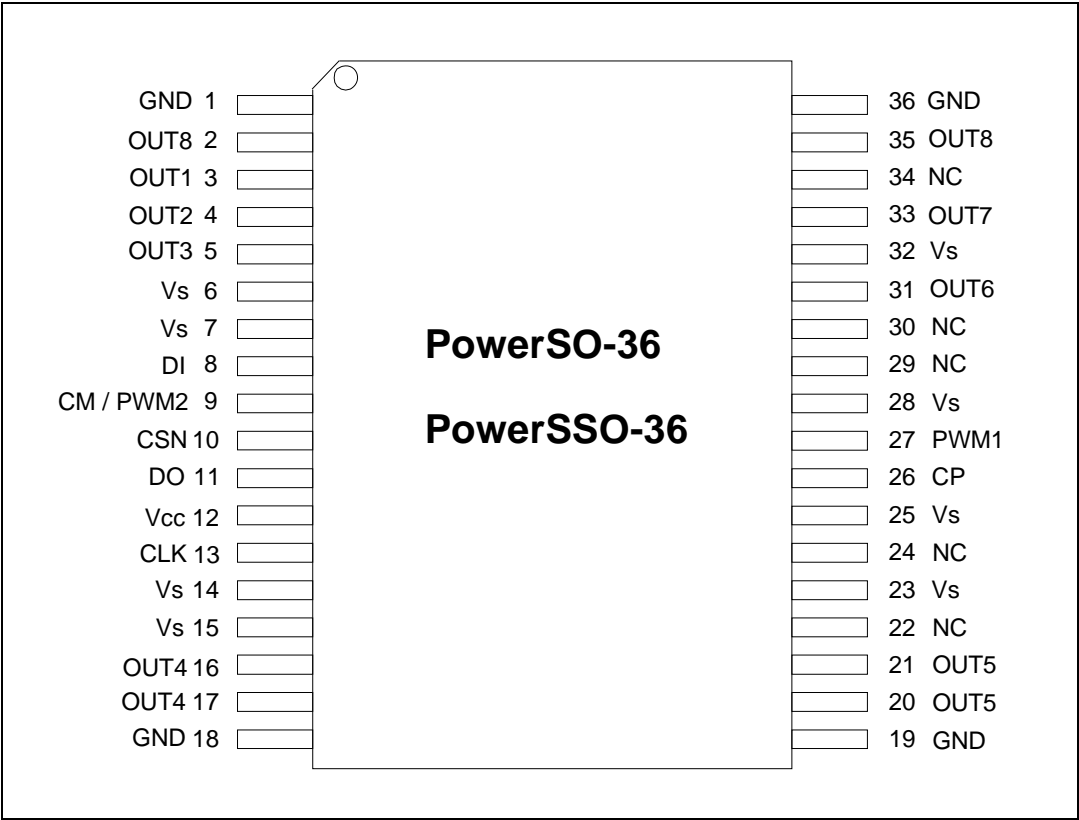 GND 1
OUT8 2
OUT1 3
OUT2 4
OUT3 5
Vs 6
Vs 7
DI 8
CM / PWM2 9
CSN 10
DO 11
Vcc 12
CLK 13
Vs 14
Vs 15
OUT4 16
OUT4 17
GND 18
PowerSO-36
PowerSSO-36
36 GND
35 OUT8
34 NC
33 OUT7
32 Vs
31 OUT6
30 NC
29 NC
28 Vs
27 PWM1
26 CP
25 Vs
24 NC
23 Vs
22 NC
21 OUT5
20 OUT5
19 GND